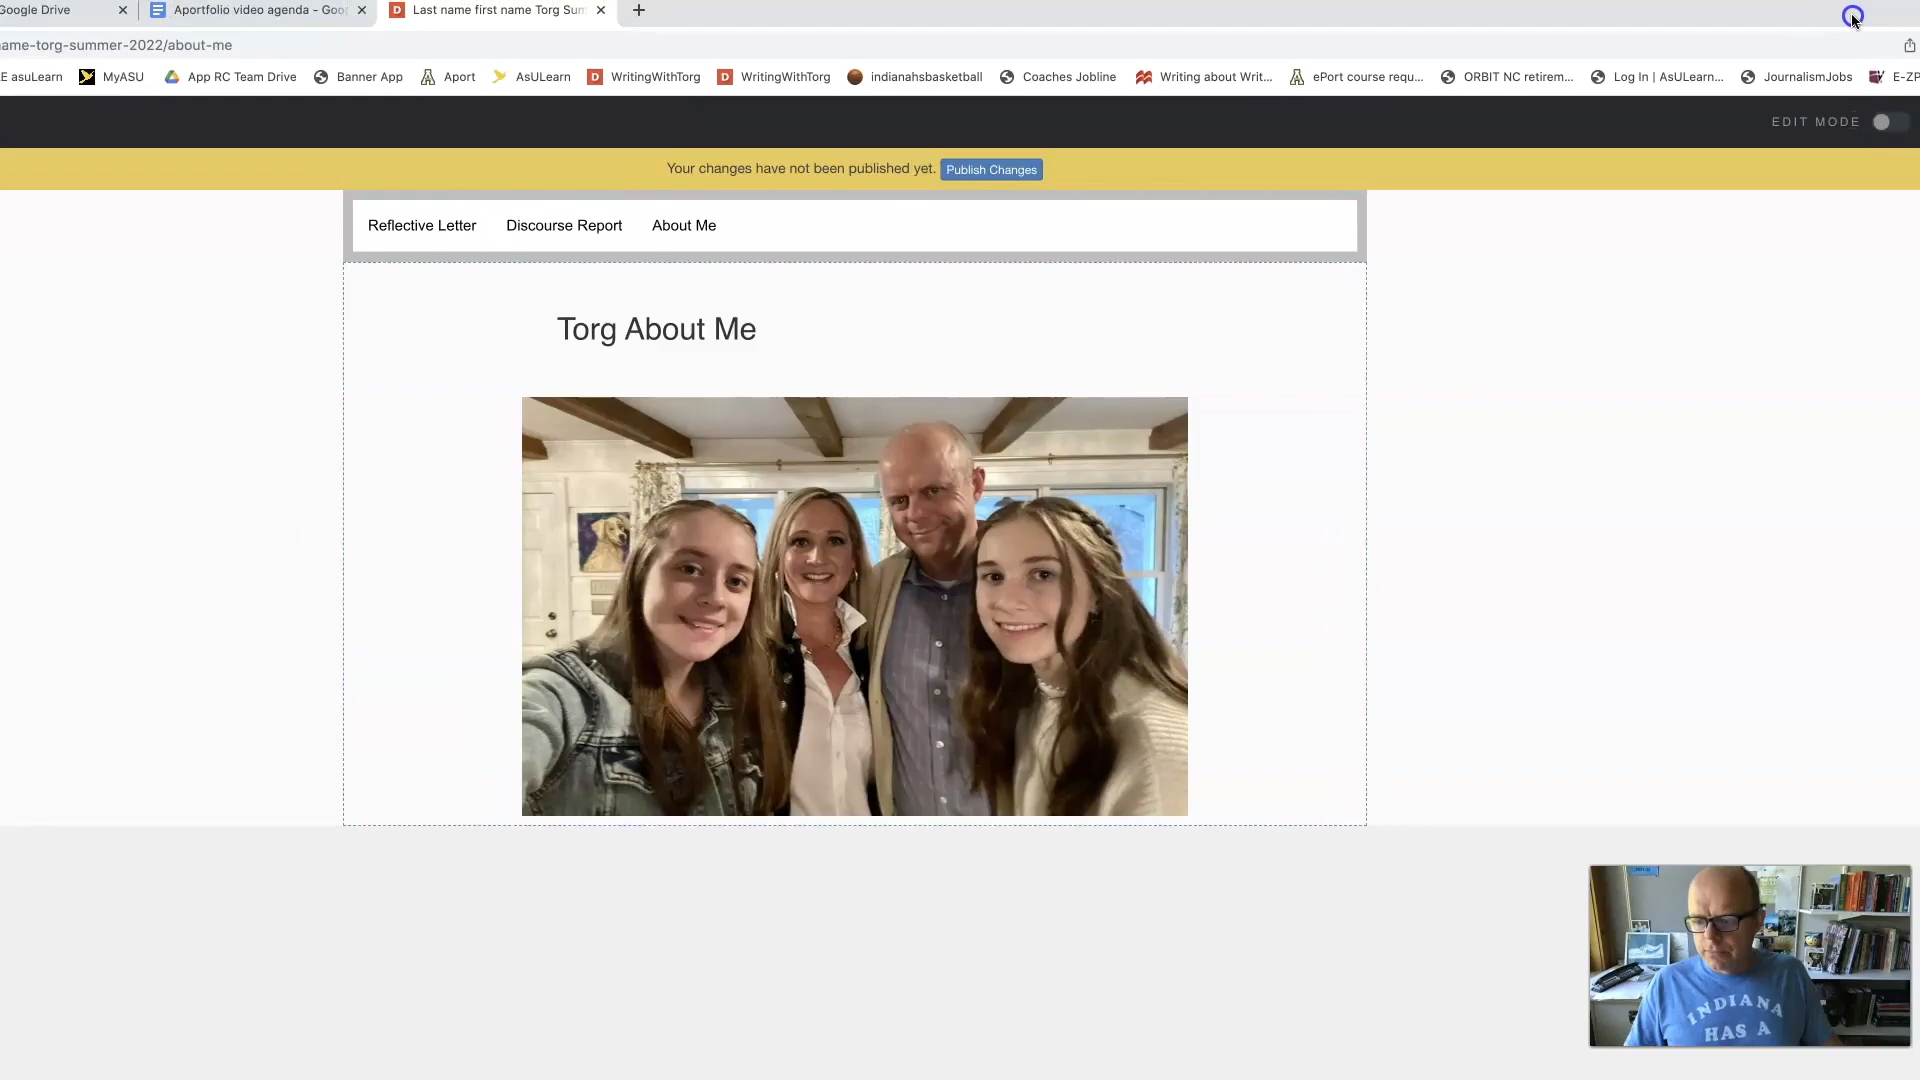 Google Drive
Aportfolio video agenda - Goo
Last name first name Torg Sum
ame-torg-summer-2022/about-me
E asuLearn MyASU App RC Team Drive Banner App Aport AsULearn WritingWithTorg WritingWithTorg indianahsbasketball Coaches Jobline Writing about Writ... ePort course requ... ORBIT NC retirem... Log In | AsULearn... JournalismJobs E-ZP
EDIT MODE
Your changes have not been published yet. Publish Changes
Reflective Letter Discourse Report About Me
Torg About Me
INDIANA
HAS A